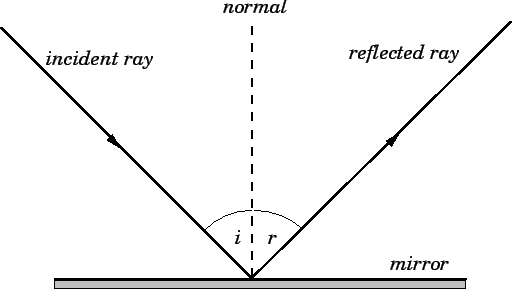 normal
incident ray
reflected ray
i
r
mirror